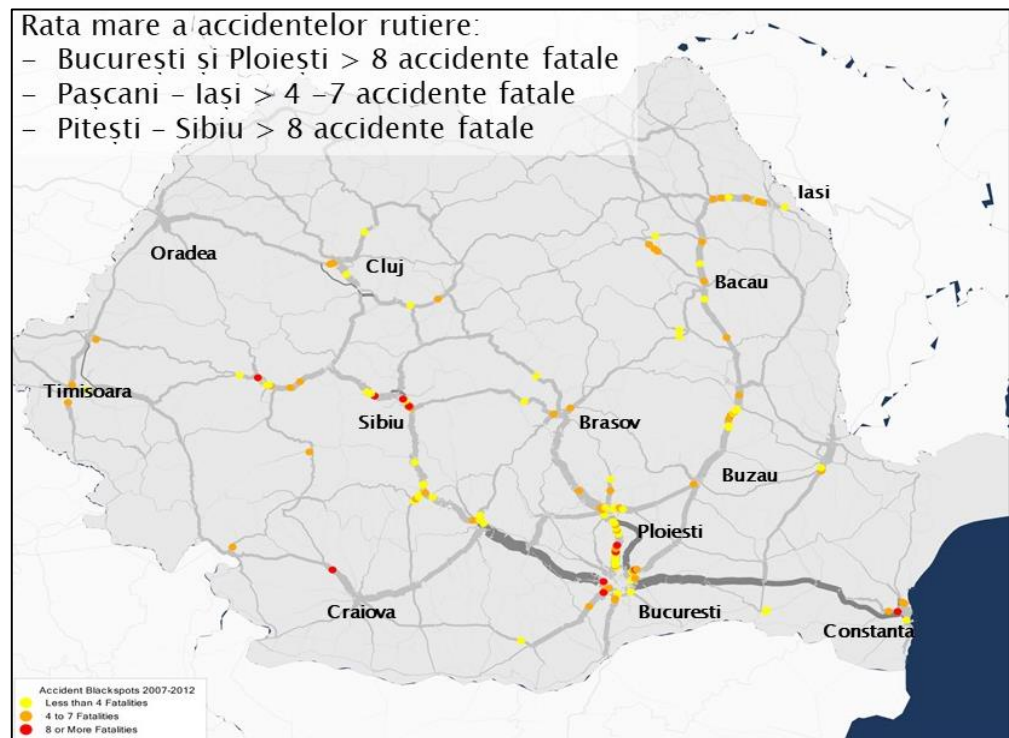 Rata mare a accidentelor rutiere:
– București și Ploiești > 8 accidente fatale
– Pașcani – Iași > 4 –7 accidente fatale
– Pitești – Sibiu > 8 accidente fatale
Iasi
Oradea
Cluj
Bacau
Timisoara
Sibiu
Brasov
Buzau
Ploiesti
Craiova
Bucuresti
Constanta
Accident Blackspots 2007-2012
Less than 4 Fatalities
4 to 7 Fatalities
8 or More Fatalities